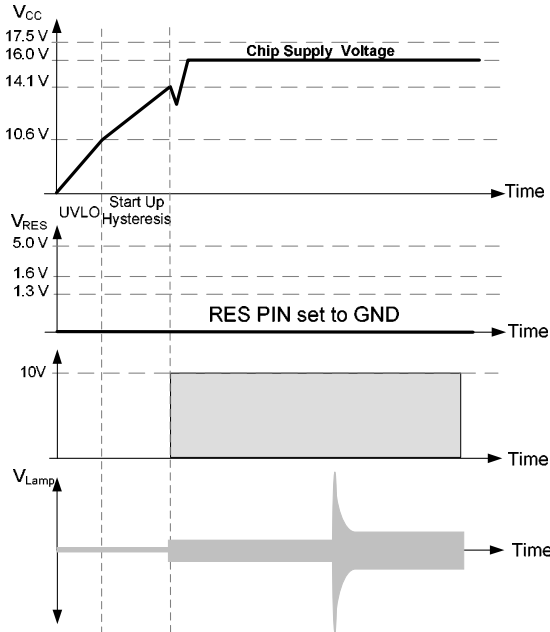 VCC
17.5 V
16.0 V
Chip Supply Voltage
14.1 V
10.6 V
Time
UVLO
Start Up
Hysteresis
VRES
5.0 V
1.6 V
1.3 V
RES PIN set to GND
Time
10V
Time
VLamp
Time